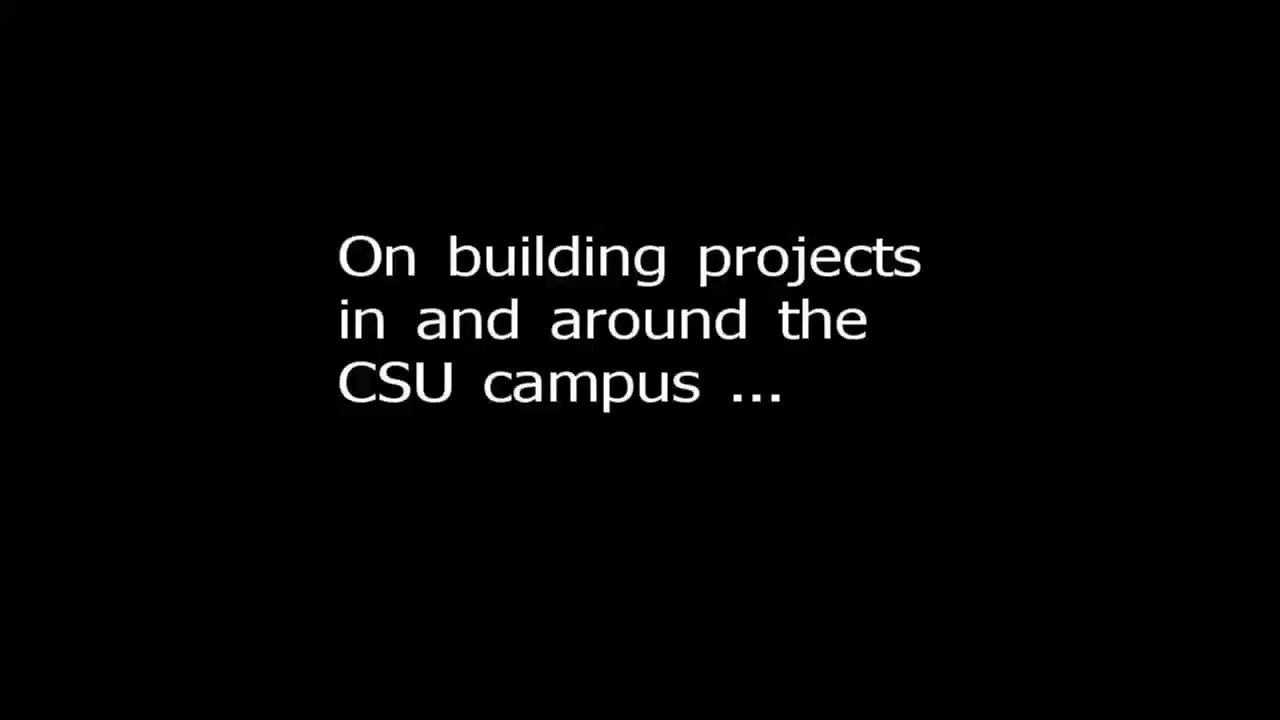 On building projects
in and around the
CSU campus ...